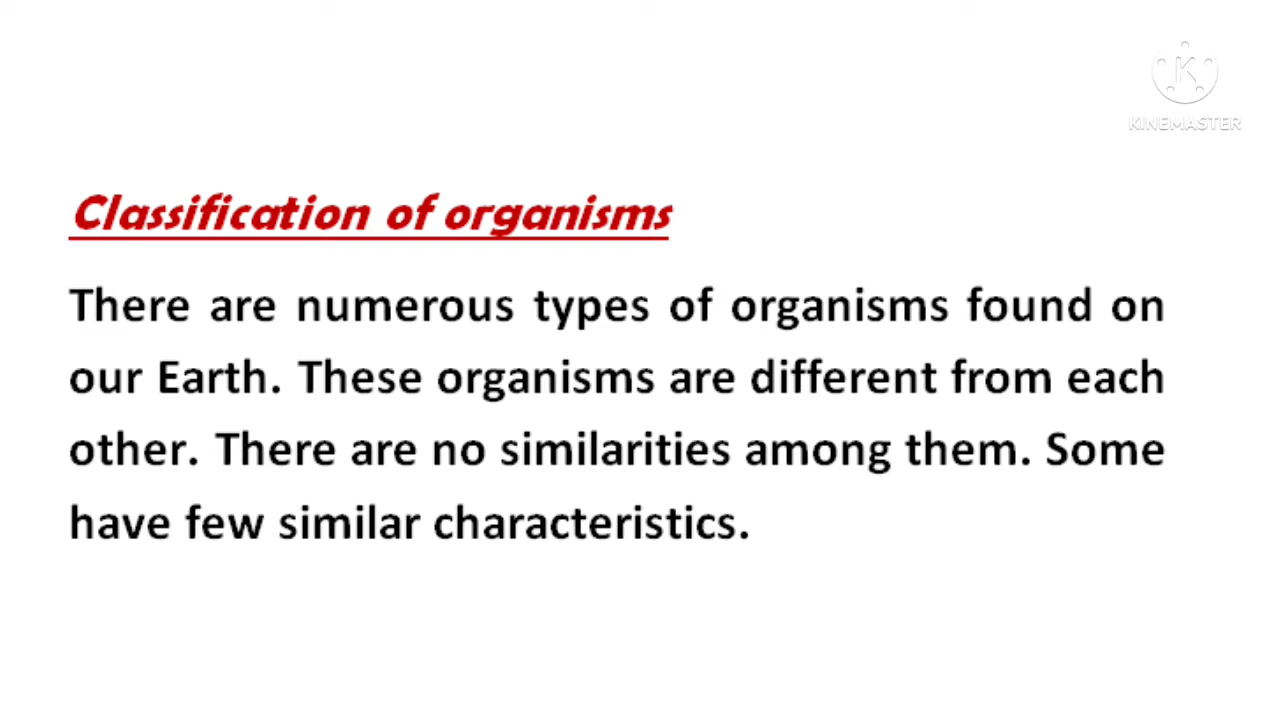 KINEMASTER
Classification of organisms
There are numerous types of organisms found on
our Earth. These organisms are different from each
other. There are no similarities among them. Some
have few similar characteristics.